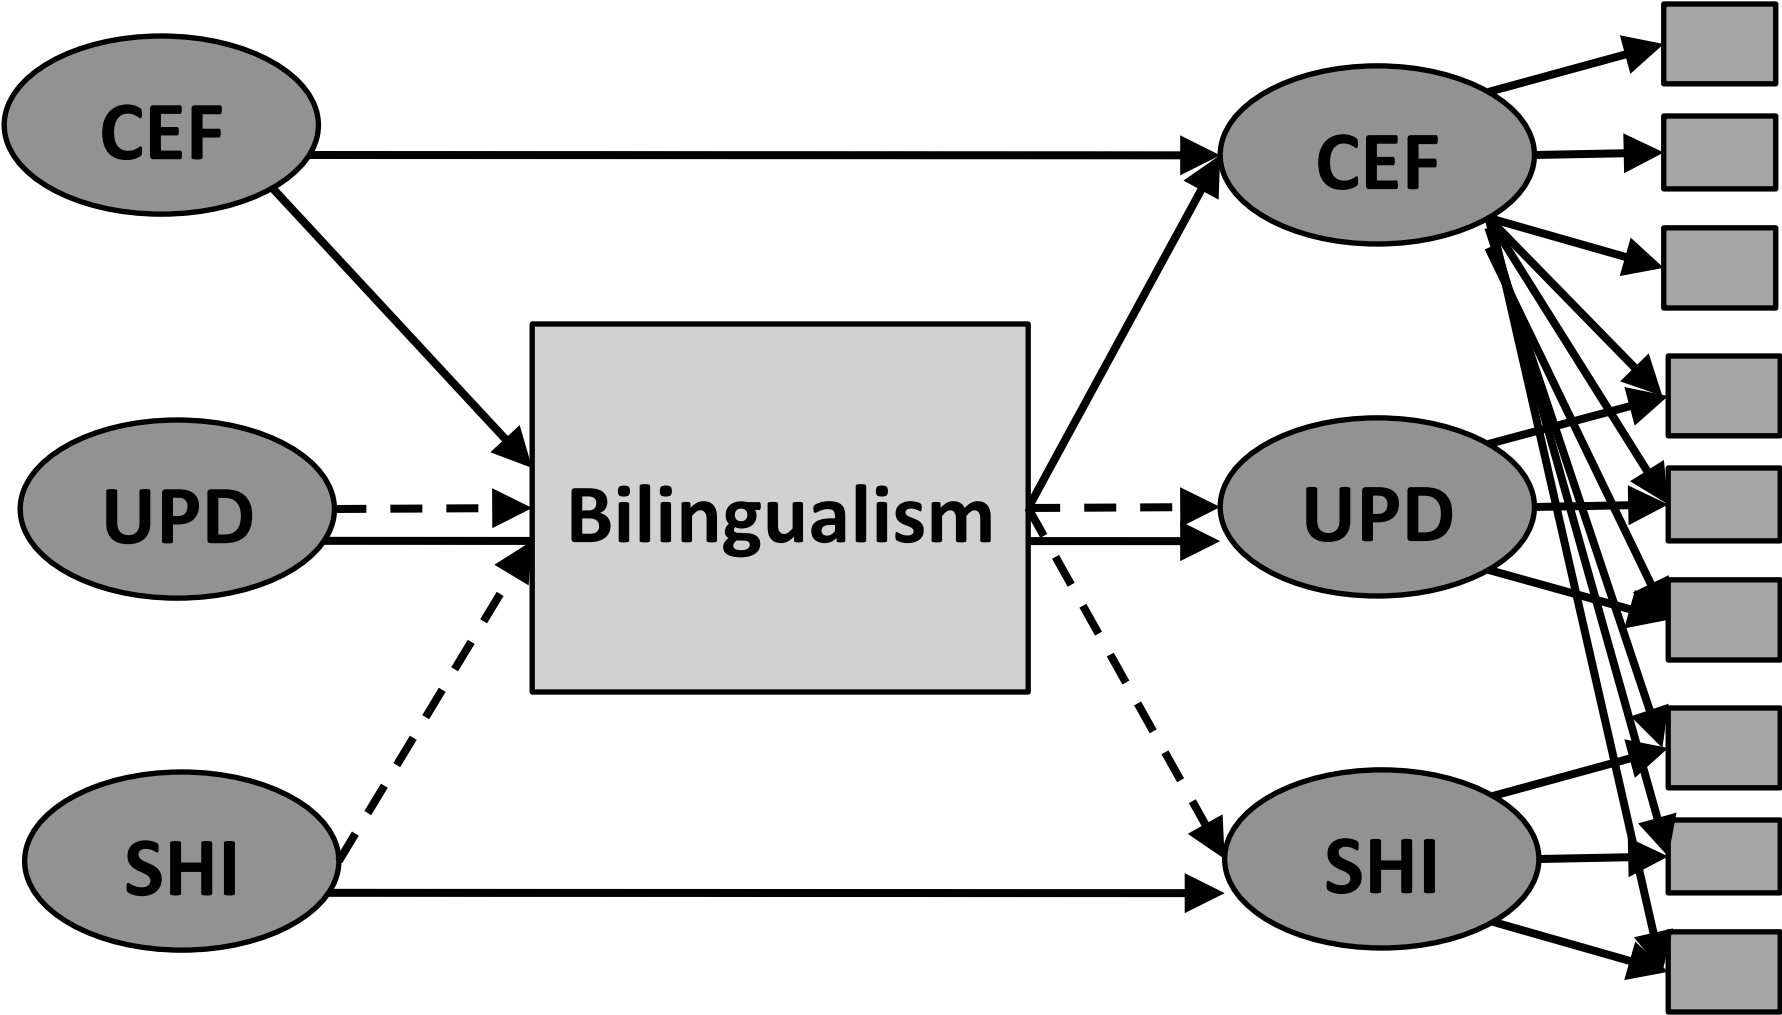 CEF
CEF
UPD
Bilingualism
UPD
SHI
SHI